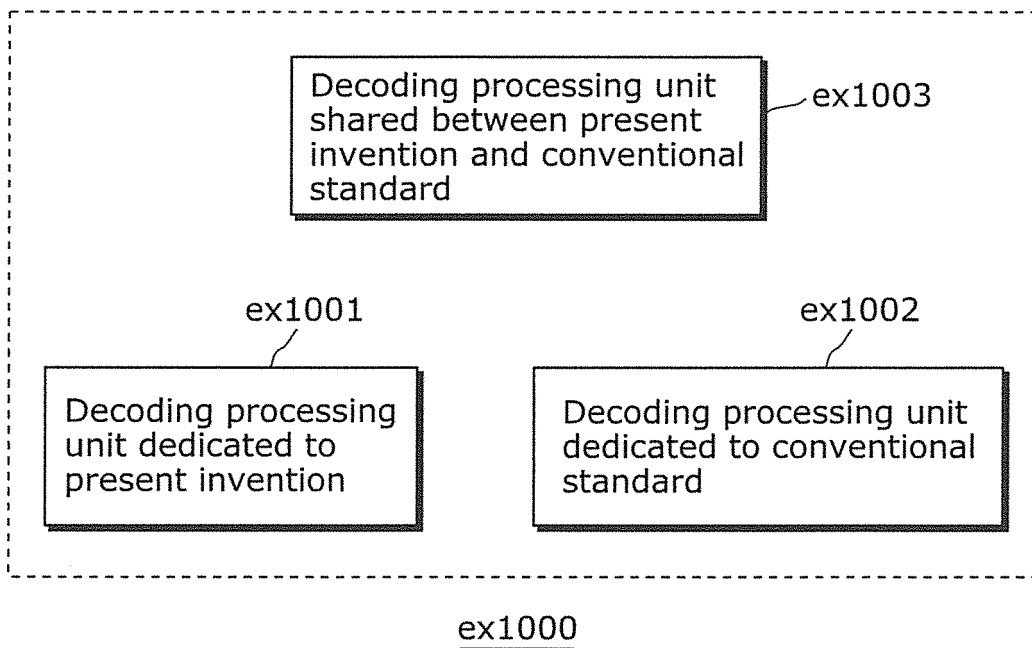 Decoding processing unit
shared between present
invention and conventional
standard
ex1003
ex1001
ex1002
Decoding processing
unit dedicated to
present invention
Decoding processing unit
dedicated to conventional
standard
ex1000